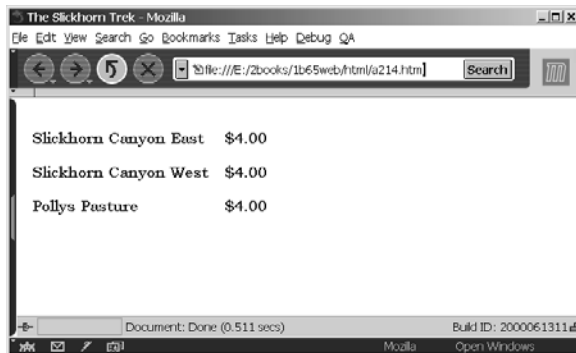 The Slickhorn Trek - Mozilla
File Edit View Search Go Bookmarks Tasks Help Debug QA
file:///E:/2books/1b65web/html/a214.htm
Search
Slickhorn Canyon East $4.00
Slickhorn Canyon West $4.00
Pollys Pasture $4.00
Document: Done (0.511 secs)
Build ID: 2000061311
Mozilla
Open Windows